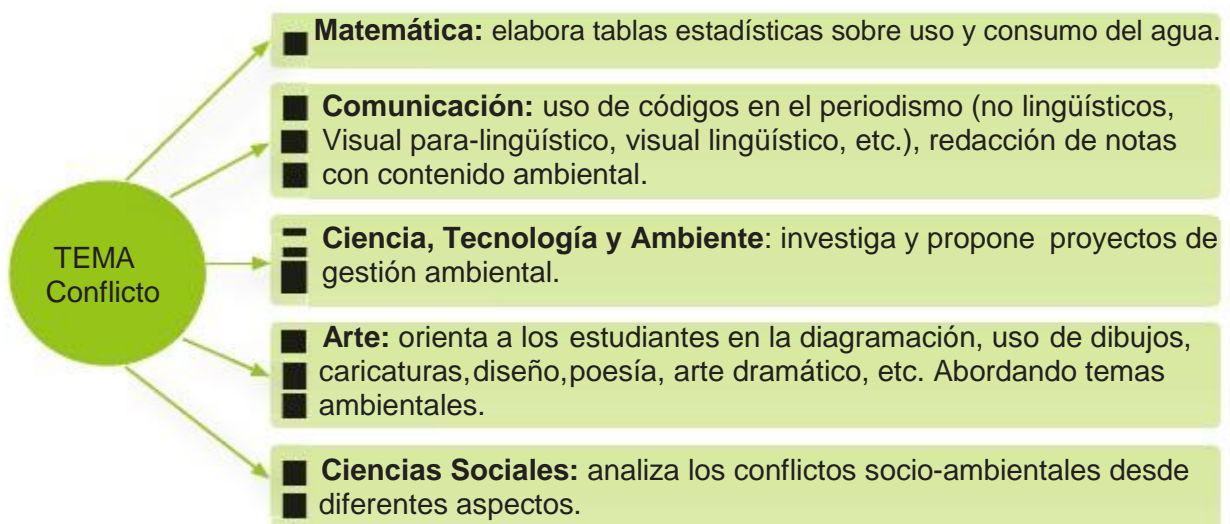 Matemática: elabora tablas estadísticas sobre uso y consumo del agua.
Comunicación: uso de códigos en el periodismo (no lingüísticos,
Visual para-lingüístico, visual lingüístico, etc.), redacción de notas
con contenido ambiental.
TEMA
Conflicto
Ciencia, Tecnología y Ambiente: investiga y propone proyectos de
gestión ambiental.
Arte: orienta a los estudiantes en la diagramación, uso de dibujos,
caricaturas,diseño,poesía, arte dramático, etc. Abordando temas
ambientales.
Ciencias Sociales: analiza los conflictos socio-ambientales desde
diferentes aspectos.